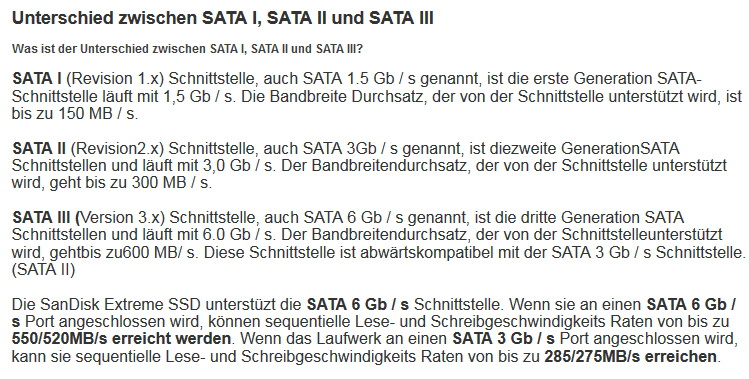 Unterschied zwischen SATA I, SATA II und SATA III
Was ist der Unterschied zwischen SATA I, SATA II und SATA III?
SATA I (Revision 1.x) Schnittstelle, auch SATA 1.5 Gb / s genannt, ist die erste Generation SATA-
Schnittstelle läuft mit 1,5 Gb / s. Die Bandbreite Durchsatz, der von der Schnittstelle unterstützt wird, ist
bis zu 150 MB / s.
SATA II (Revision2.x) Schnittstelle, auch SATA 3Gb / s genannt, ist diezweite GenerationSATA
Schnittstellen und läuft mit 3,0 Gb / s. Der Bandbreitendurchsatz, der von der Schnittstelle unterstützt
wird, geht bis zu 300 MB / s.
SATA III (Version 3.x) Schnittstelle, auch SATA 6 Gb / s genannt, ist die dritte Generation SATA
Schnittstellen und läuft mit 6.0 Gb / s. Der Bandbreitendurchsatz, der von der Schnittstelleunterstützt
wird, gehtbis zu600 MB/ s. Diese Schnittstelle ist abwärtskompatibel mit der SATA 3 Gb / s Schnittstelle.
(SATA II)
Die SanDisk Extreme SSD unterstüzt die SATA 6 Gb / s Schnittstelle. Wenn sie an einen SATA 6 Gb /
s Port angeschlossen wird, können sequentielle Lese- und Schreibgeschwindigkeits Raten von bis zu
550/520MB/s erreicht werden. Wenn das Laufwerk an einen SATA 3 Gb / s Port angeschlossen wird,
kann sie sequentielle Lese- und Schreibgeschwindigkeits Raten von bis zu 285/275MB/s erreichen.